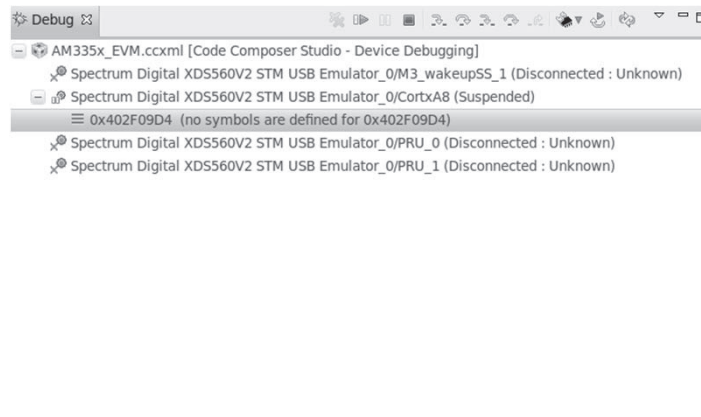 Debug
AM335x_EVM.ccxml [Code Composer Studio - Device Debugging]
Spectrum Digital XDS560V2 STM USB Emulator_0/M3_wakeupSS_1 (Disconnected : Unknown)
Spectrum Digital XDS560V2 STM USB Emulator_0/CortxA8 (Suspended)
0x402F09D4 (no symbols are defined for 0x402F09D4)
Spectrum Digital XDS560V2 STM USB Emulator_0/PRU_0 (Disconnected : Unknown)
Spectrum Digital XDS560V2 STM USB Emulator_0/PRU_1 (Disconnected : Unknown)